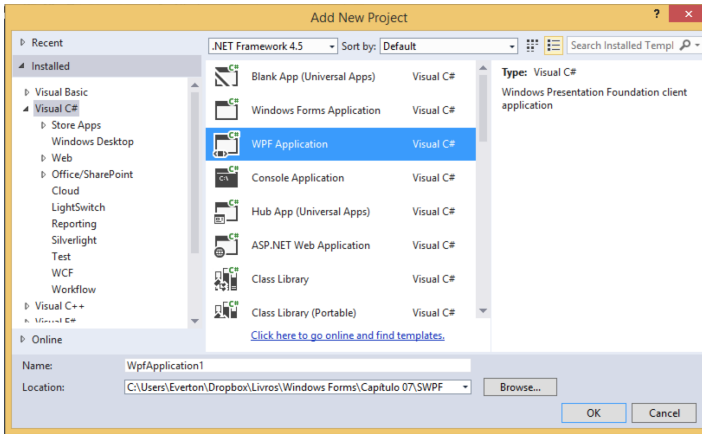 Add New Project
?
Recent
Installed
Visual Basic
Visual C#
Store Apps
Windows Desktop
Web
Office/SharePoint
Cloud
LightSwitch
Reporting
Silverlight
Test
WCF
Workflow
Visual C++
Visual F#
Online
.NET Framework 4.5 Sort by: Default
Search Installed Templ
C# Blank App (Universal Apps) Visual C#
C# Windows Forms Application Visual C#
C# WPF Application Visual C#
C# C:\ Console Application Visual C#
C# Hub App (Universal Apps) Visual C#
C# ASP.NET Web Application Visual C#
C# Class Library Visual C#
C# Class Library (Portable) Visual C#
Click here to go online and find templates.
Type: Visual C#
Windows Presentation Foundation client
application
Name: WpfApplication1
Location: C:\Users\Everton\Dropbox\Livros\Windows Forms\Capítulo 07\SWPF
Browse...
OK Cancel